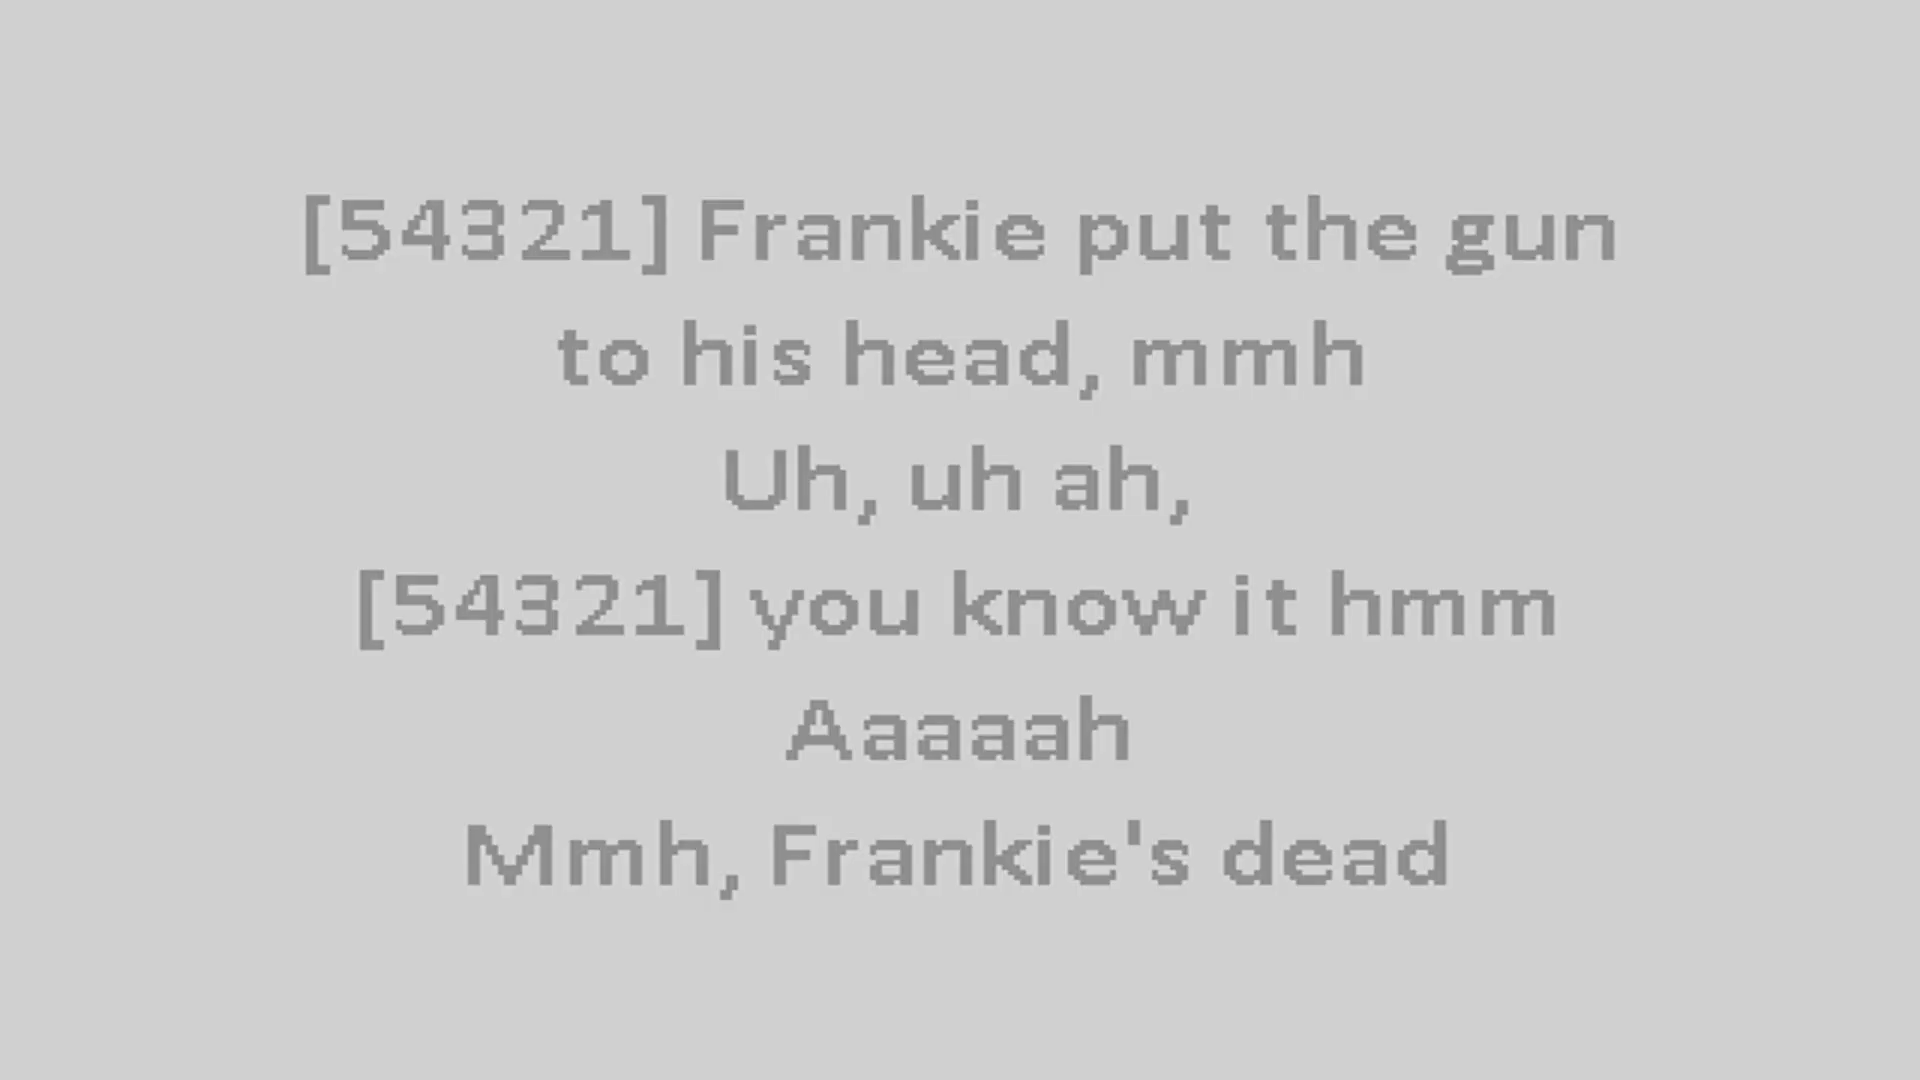 [54321] Frankie put the gun
to his head, mmh
Uh, uh ah,
[54321] you know it hmm
Aaaaah
Mmh, Frankie's dead